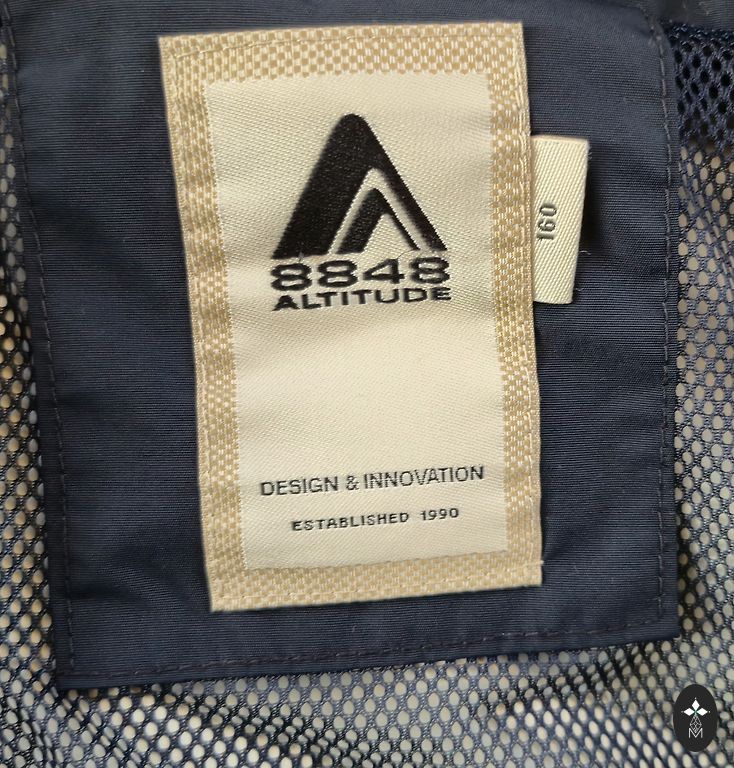 8848
ALTITUDE
160
DESIGN & INNOVATION
ESTABLISHED 1990
M